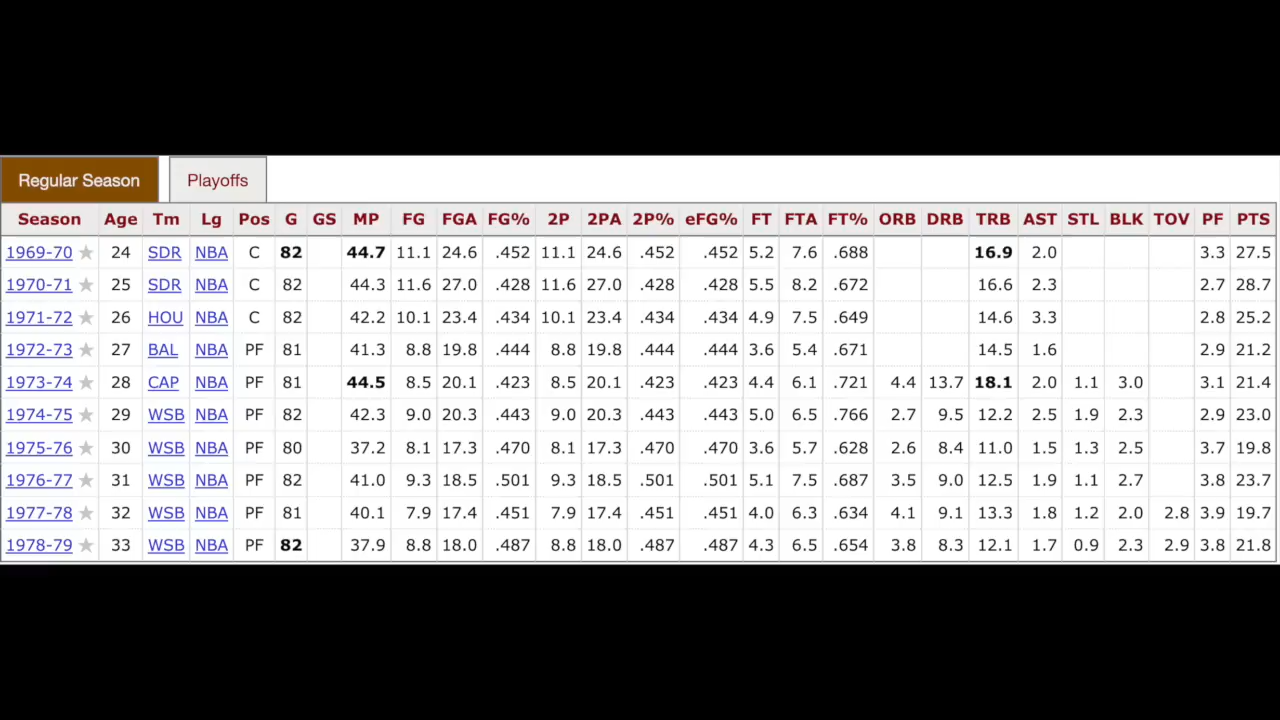 Regular Season Playoffs
Season Age Tm Lg Pos G GS MP FG FGA FG% 2P 2PA 2P% eFG% FT FTA FT% ORB DRB TRB AST STL BLK TOV PF PTS
1969-70 ★ 24 SDR NBA C 82 44.7 11.1 24.6 .452 11.1 24.6 .452 .452 5.2 7.6 .688 16.9 2.0 3.3 27.5
1970-71 ★ 25 SDR NBA C 82 44.3 11.6 27.0 .428 11.6 27.0 .428 .428 5.5 8.2 .672 16.6 2.3 2.7 28.7
1971-72 ★ 26 HOU NBA C 82 42.2 10.1 23.4 .434 10.1 23.4 .434 .434 4.9 7.5 .649 14.6 3.3 2.8 25.2
1972-73 ★ 27 BAL NBA PF 81 41.3 8.8 19.8 .444 8.8 19.8 .444 .444 3.6 5.4 .671 14.5 1.6 2.9 21.2
1973-74 ★ 28 CAP NBA PF 81 44.5 8.5 20.1 .423 8.5 20.1 .423 .423 4.4 6.1 .721 4.4 13.7 18.1 2.0 1.1 3.0 3.1 21.4
1974-75 ★ 29 WSB NBA PF 82 42.3 9.0 20.3 .443 9.0 20.3 .443 .443 5.0 6.5 .766 2.7 9.5 12.2 2.5 1.9 2.3 2.9 23.0
1975-76 ★ 30 WSB NBA PF 80 37.2 8.1 17.3 .470 8.1 17.3 .470 .470 3.6 5.7 .628 2.6 8.4 11.0 1.5 1.3 2.5 3.7 19.8
1976-77 ★ 31 WSB NBA PF 82 41.0 9.3 18.5 .501 9.3 18.5 .501 .501 5.1 7.5 .687 3.5 9.0 12.5 1.9 1.1 2.7 3.8 23.7
1977-78 ★ 32 WSB NBA PF 81 40.1 7.9 17.4 .451 7.9 17.4 .451 .451 4.0 6.3 .634 4.1 9.1 13.3 1.8 1.2 2.0 2.8 3.9 19.7
1978-79 ★ 33 WSB NBA PF 82 37.9 8.8 18.0 .487 8.8 18.0 .487 .487 4.3 6.5 .654 3.8 8.3 12.1 1.7 0.9 2.3 2.9 3.8 21.8